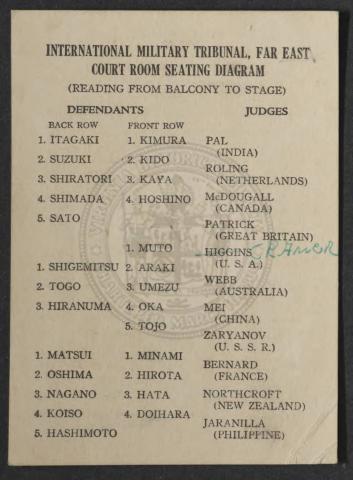 INTERNATIONAL MILITARY TRIBUNAL, FAR EAST
COURT ROOM SEATING DIAGRAM
(READING FROM BALCONY TO STAGE)
DEFENDANTS JUDGES
BACK ROW FRONT ROW
1. ITAGAKI 1. KIMURA PAL
(INDIA)
2. SUZUKI 2. KIDO
ROLING
3. SHIRATORI 3. KAYA (NETHERLANDS)
4. SHIMADA 4. HOSHINO McDOUGALL
(CANADA)
5. SATO
PATRICK
(GREAT BRITAIN)
1. MUTO HIGGINS CRAMER
1. SHIGEMITSU 2. ARAKI (U. S. A.)
2. TOGO 3. UMEZU WEBB
(AUSTRALIA)
3. HIRANUMA 4. OKA MEI
(CHINA)
5. TOJO
ZARYANOV
(U. S. S. R.)
1. MATSUI 1. MINAMI
BERNARD
2. OSHIMA 2. HIROTA (FRANCE)
3. NAGANO 3. HATA NORTHCROFT
(NEW ZEALAND)
4. KOISO 4. DOIHARA
JARANILLA
5. HASHIMOTO (PHILIPPINE)